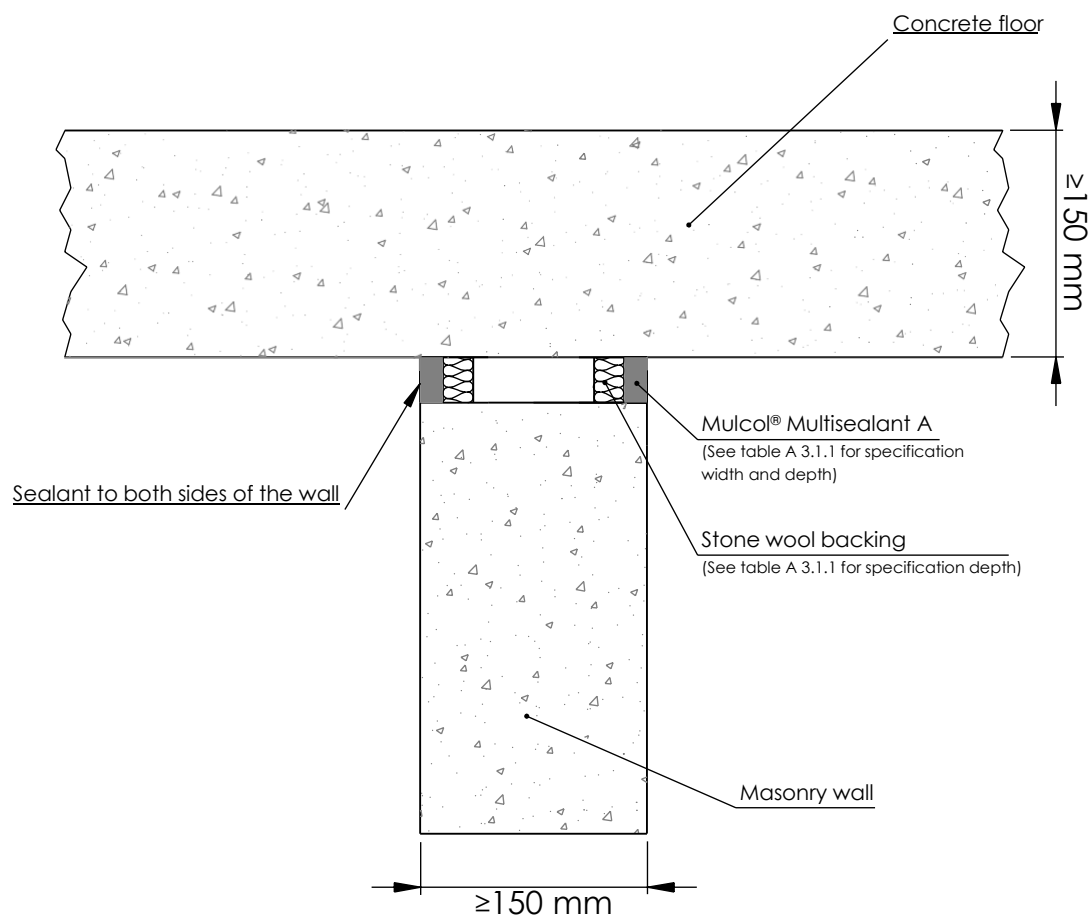 Concrete floor
≥150 mm
Mulcol® Multisealant A
(See table A 3.1.1 for specification
width and depth)
Sealant to both sides of the wall
Stone wool backing
(See table A 3.1.1 for specification depth)
Masonry wall
≥150 mm